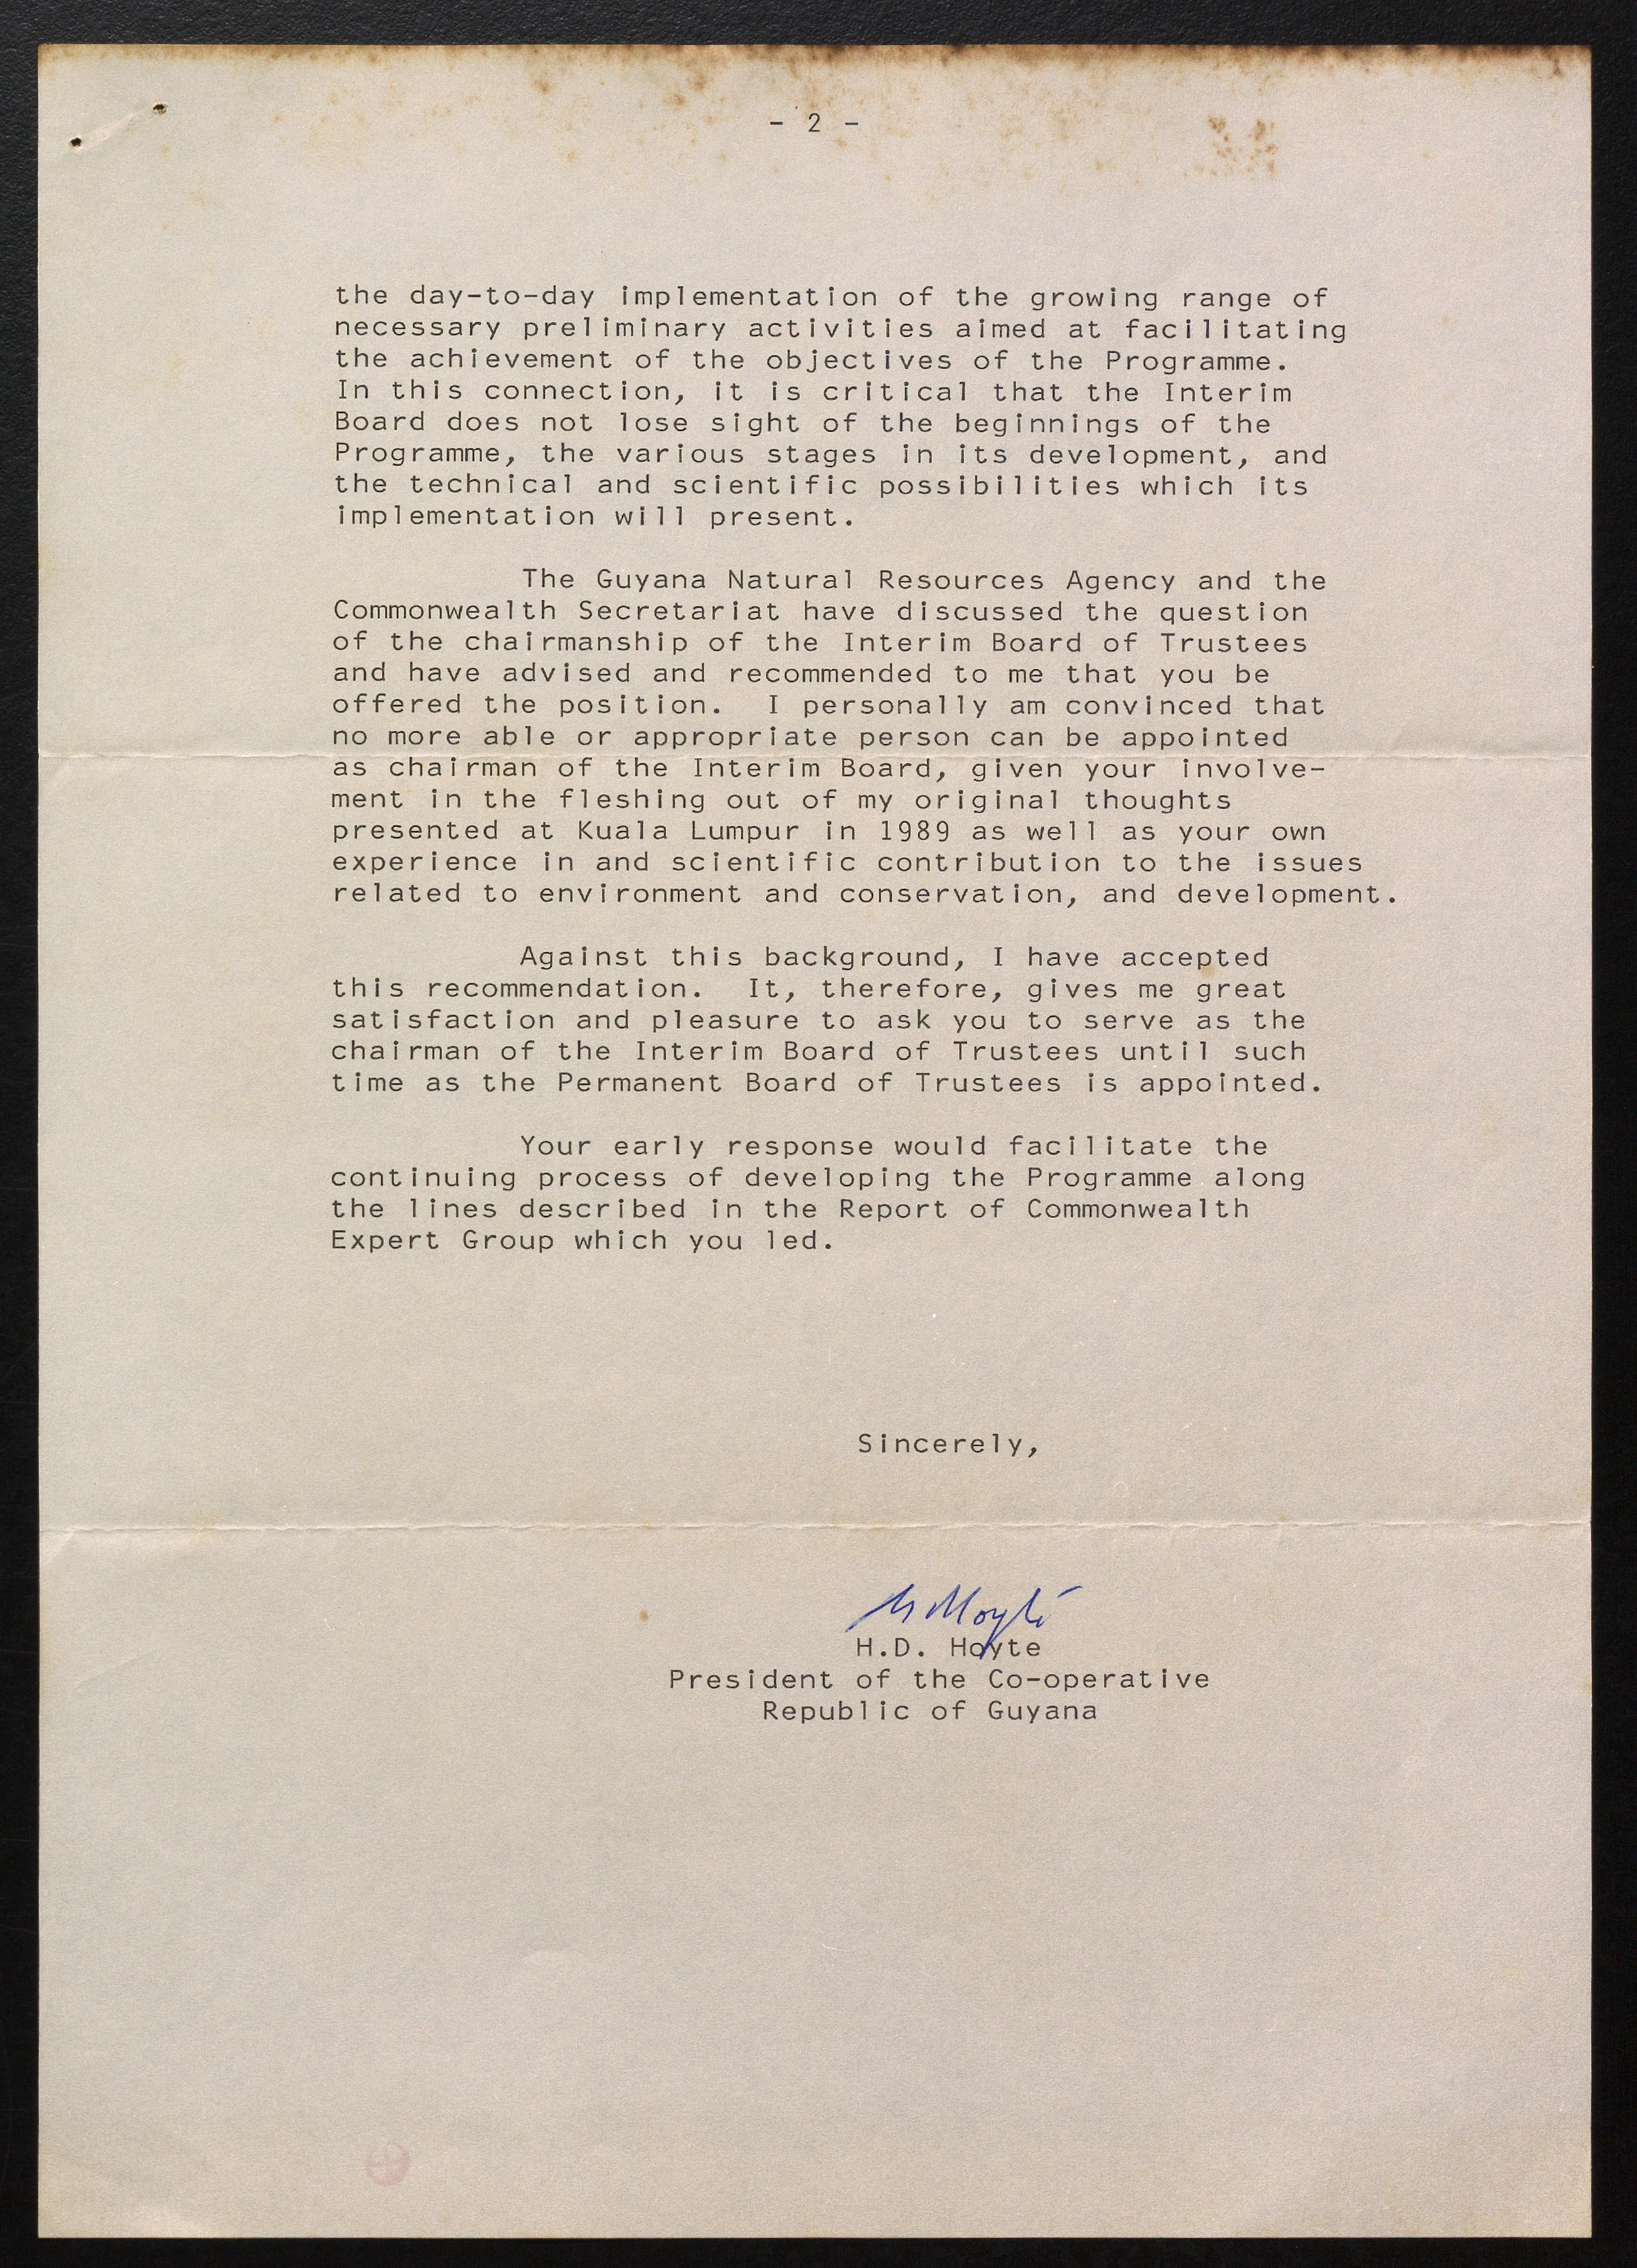 - 2 -
the day-to-day implementation of the growing range of
necessary preliminary activities aimed at facilitating
the achievement of the objectives of the Programme.
In this connection, it is critical that the Interim
Board does not lose sight of the beginnings of the
Programme, the various stages in its development, and
the technical and scientific possibilities which its
implementation will present.
The Guyana Natural Resources Agency and the
Commonwealth Secretariat have discussed the question
of the chairmanship of the Interim Board of Trustees
and have advised and recommended to me that you be
offered the position. I personally am convinced that
no more able or appropriate person can be appointed
as chairman of the Interim Board, given your involve-
ment in the fleshing out of my original thoughts
presented at Kuala Lumpur in 1989 as well as your own
experience in and scientific contribution to the issues
related to environment and conservation, and development.
Against this background, I have accepted
this recommendation. It, therefore, gives me great
satisfaction and pleasure to ask you to serve as the
chairman of the Interim Board of Trustees until such
time as the Permanent Board of Trustees is appointed.
Your early response would facilitate the
continuing process of developing the Programme along
the lines described in the Report of Commonwealth
Expert Group which you led.
Sincerely,
H.D. Hoyte
President of the Co-operative
Republic of Guyana